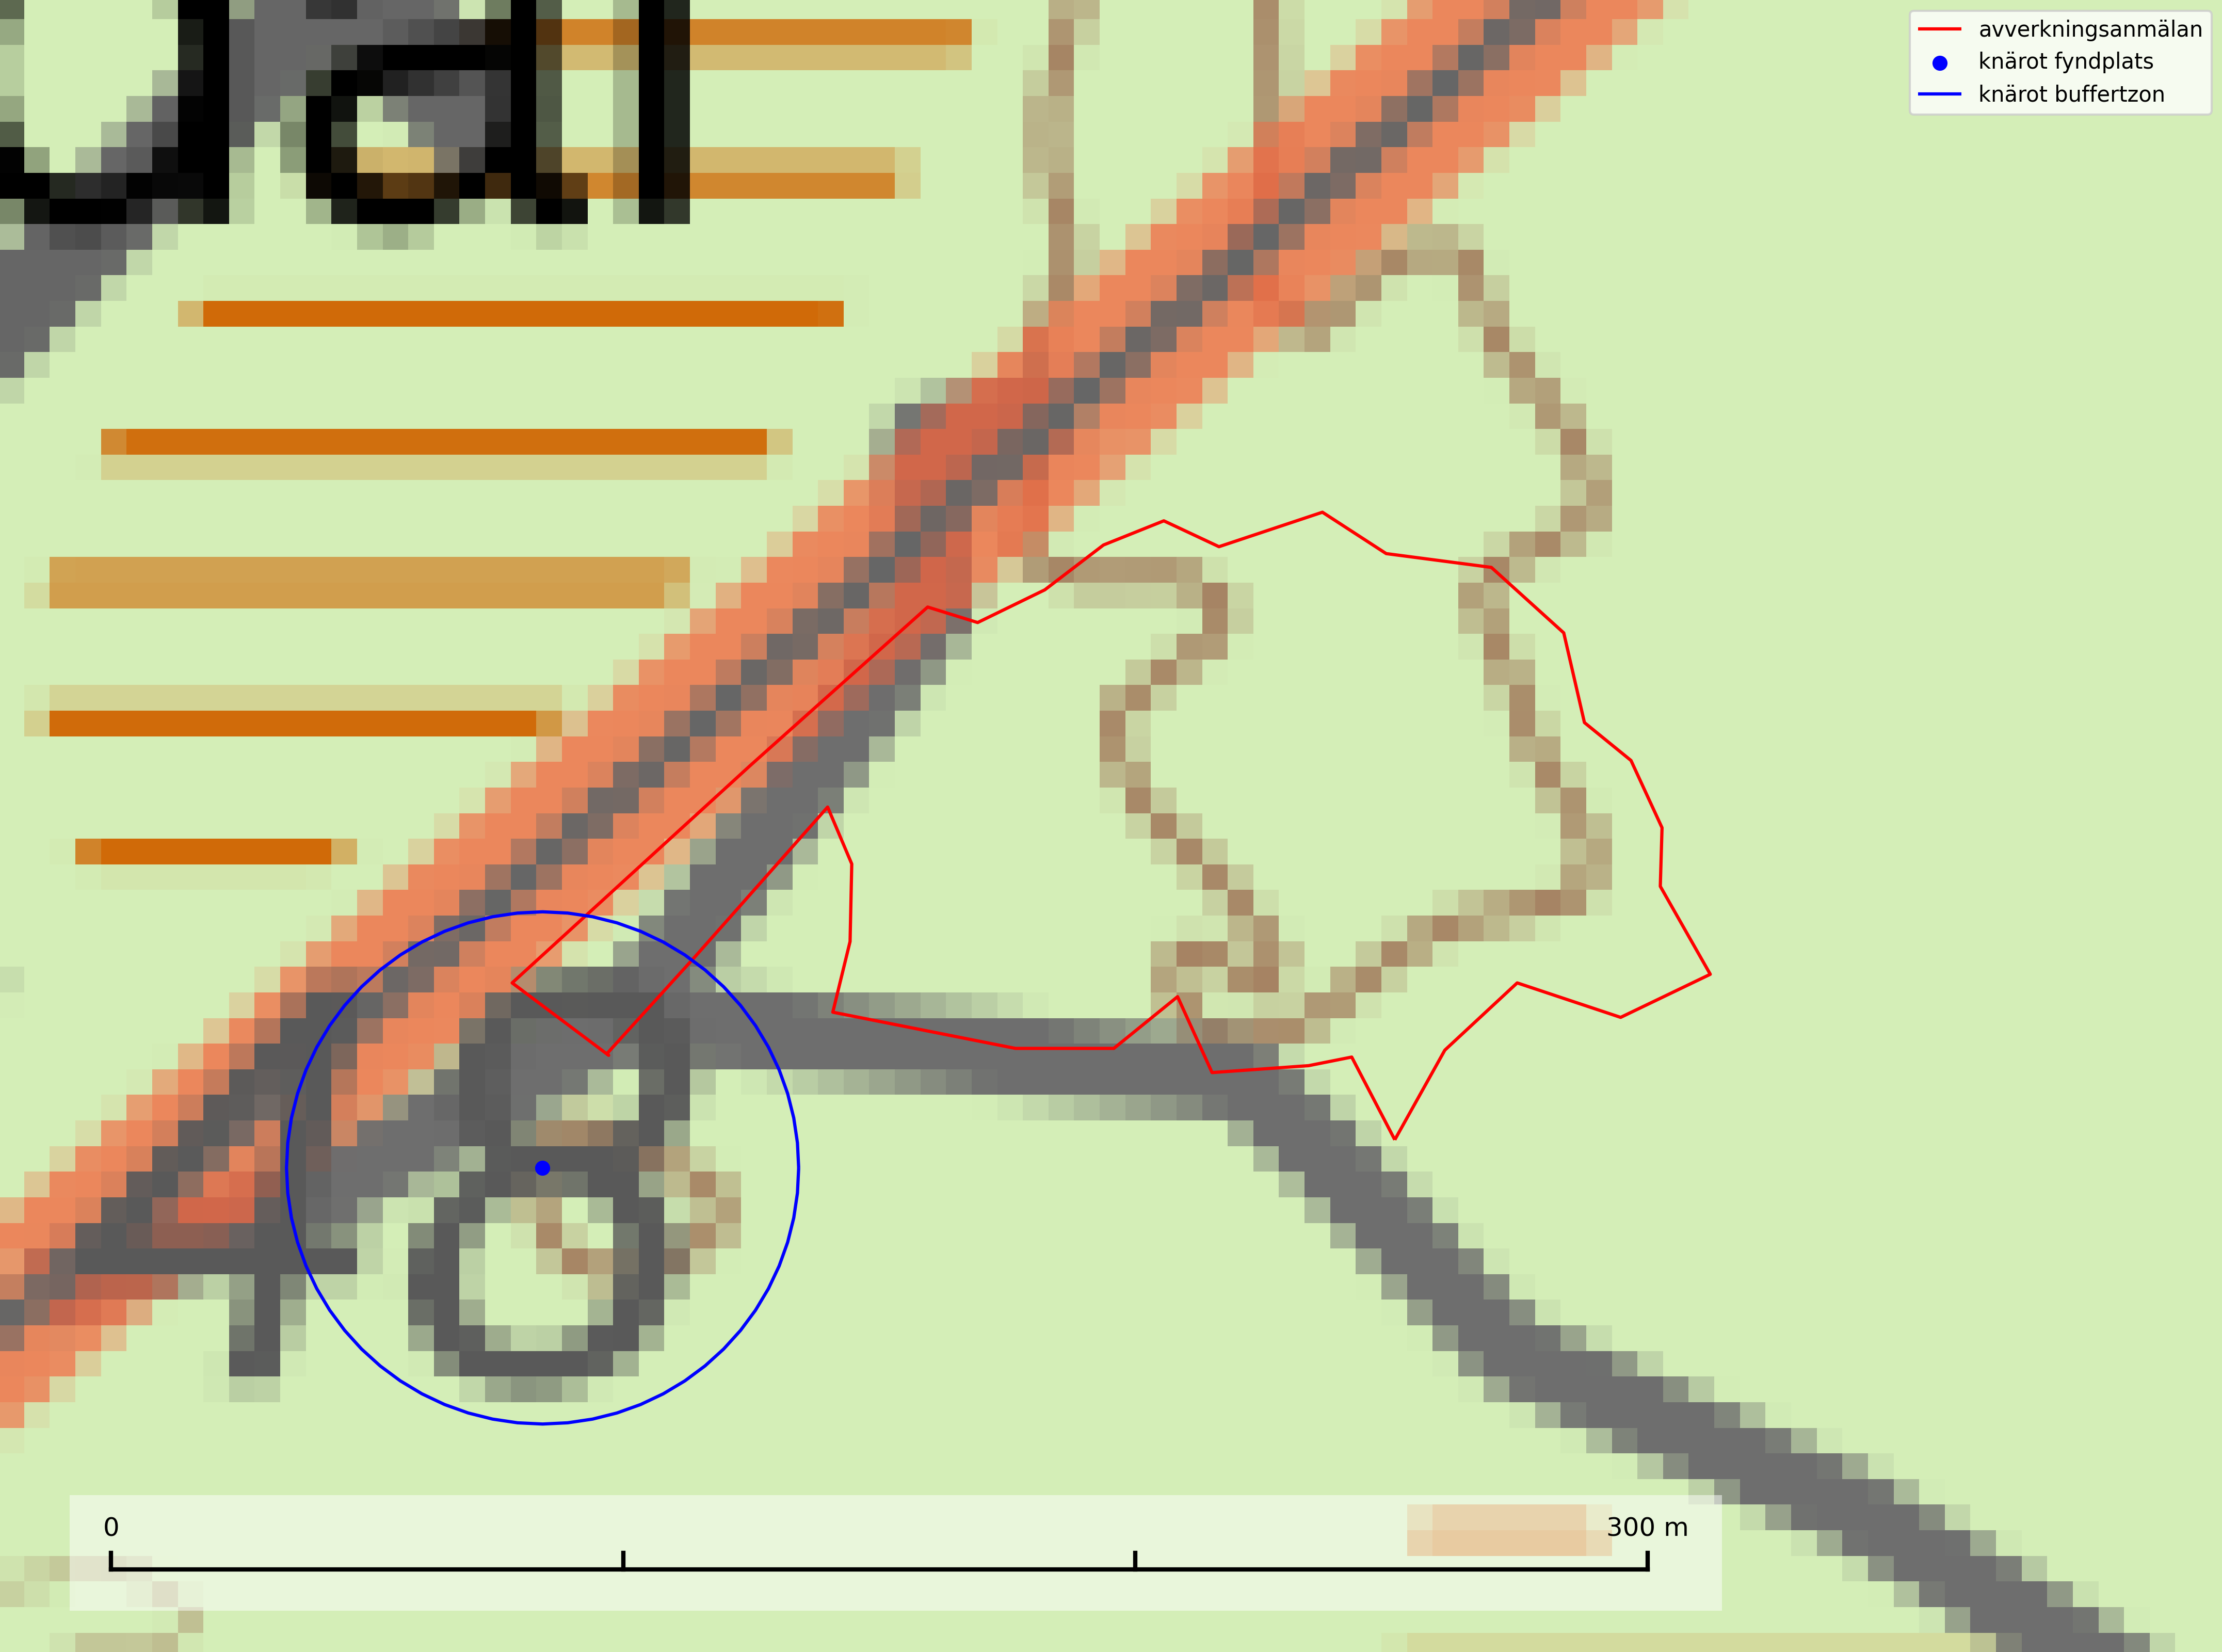 avverkningsanmälan
knärot fyndplats
knärot buffertzon
0
300 m